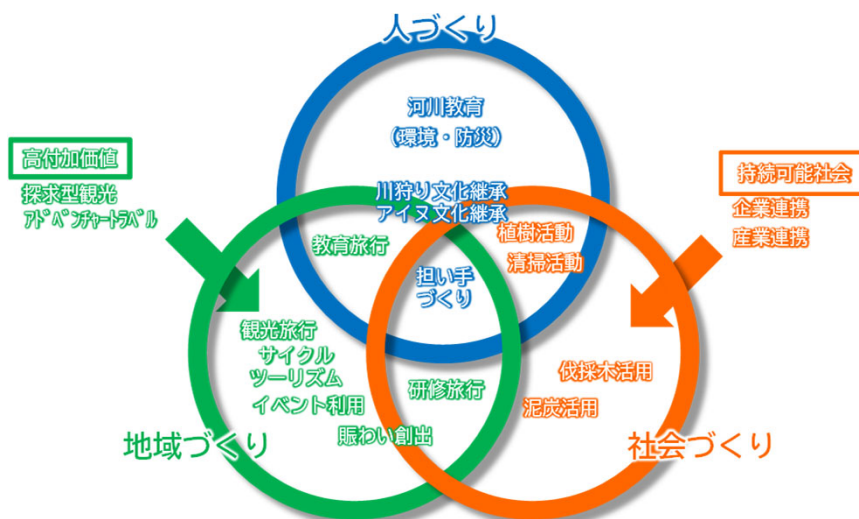 人づくり
河川教育
(環境・防災)
高付加価値
探求型観光
ｱﾄﾞﾍﾞﾝﾁｬｰﾄﾗﾍﾞﾙ
持続可能社会
企業連携
産業連携
川狩り文化継承
アイヌ文化継承
教育旅行
植樹活動
清掃活動
担い手
づくり
観光旅行
サイクル
ツーリズム
イベント利用
研修旅行
賑わい創出
伐採木活用
泥炭活用
地域づくり
社会づくり